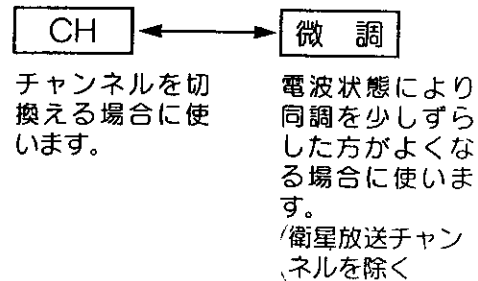 CH
微 調
チャンネルを切
換える場合に使
います。
電波状態により
同調を少しずら
した方がよくな
る場合に使いま
す。
(衛星放送チャン
ネルを除く